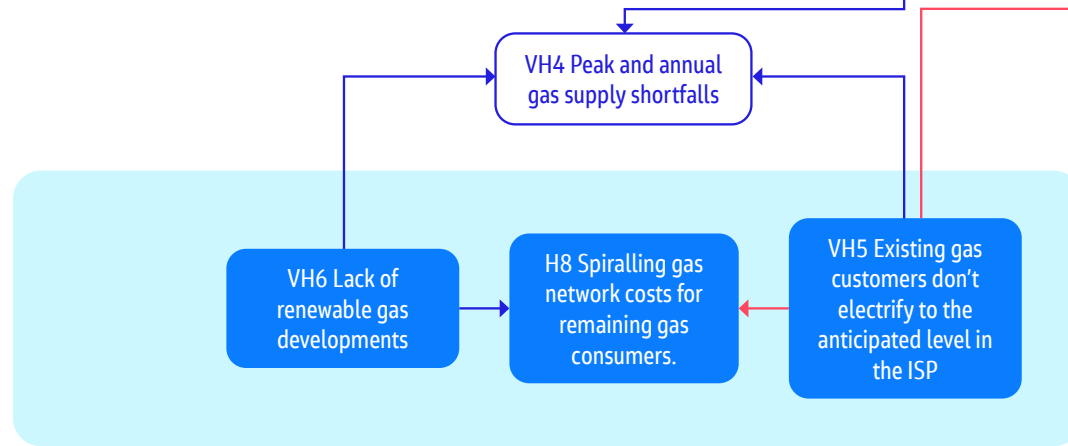 VH4 Peak and annual
gas supply shortfalls
VH6 Lack of
renewable gas
developments
H8 Spiralling gas
network costs for
remaining gas
consumers.
VH5 Existing gas
customers don’t
electrify to the
anticipated level in
the ISP